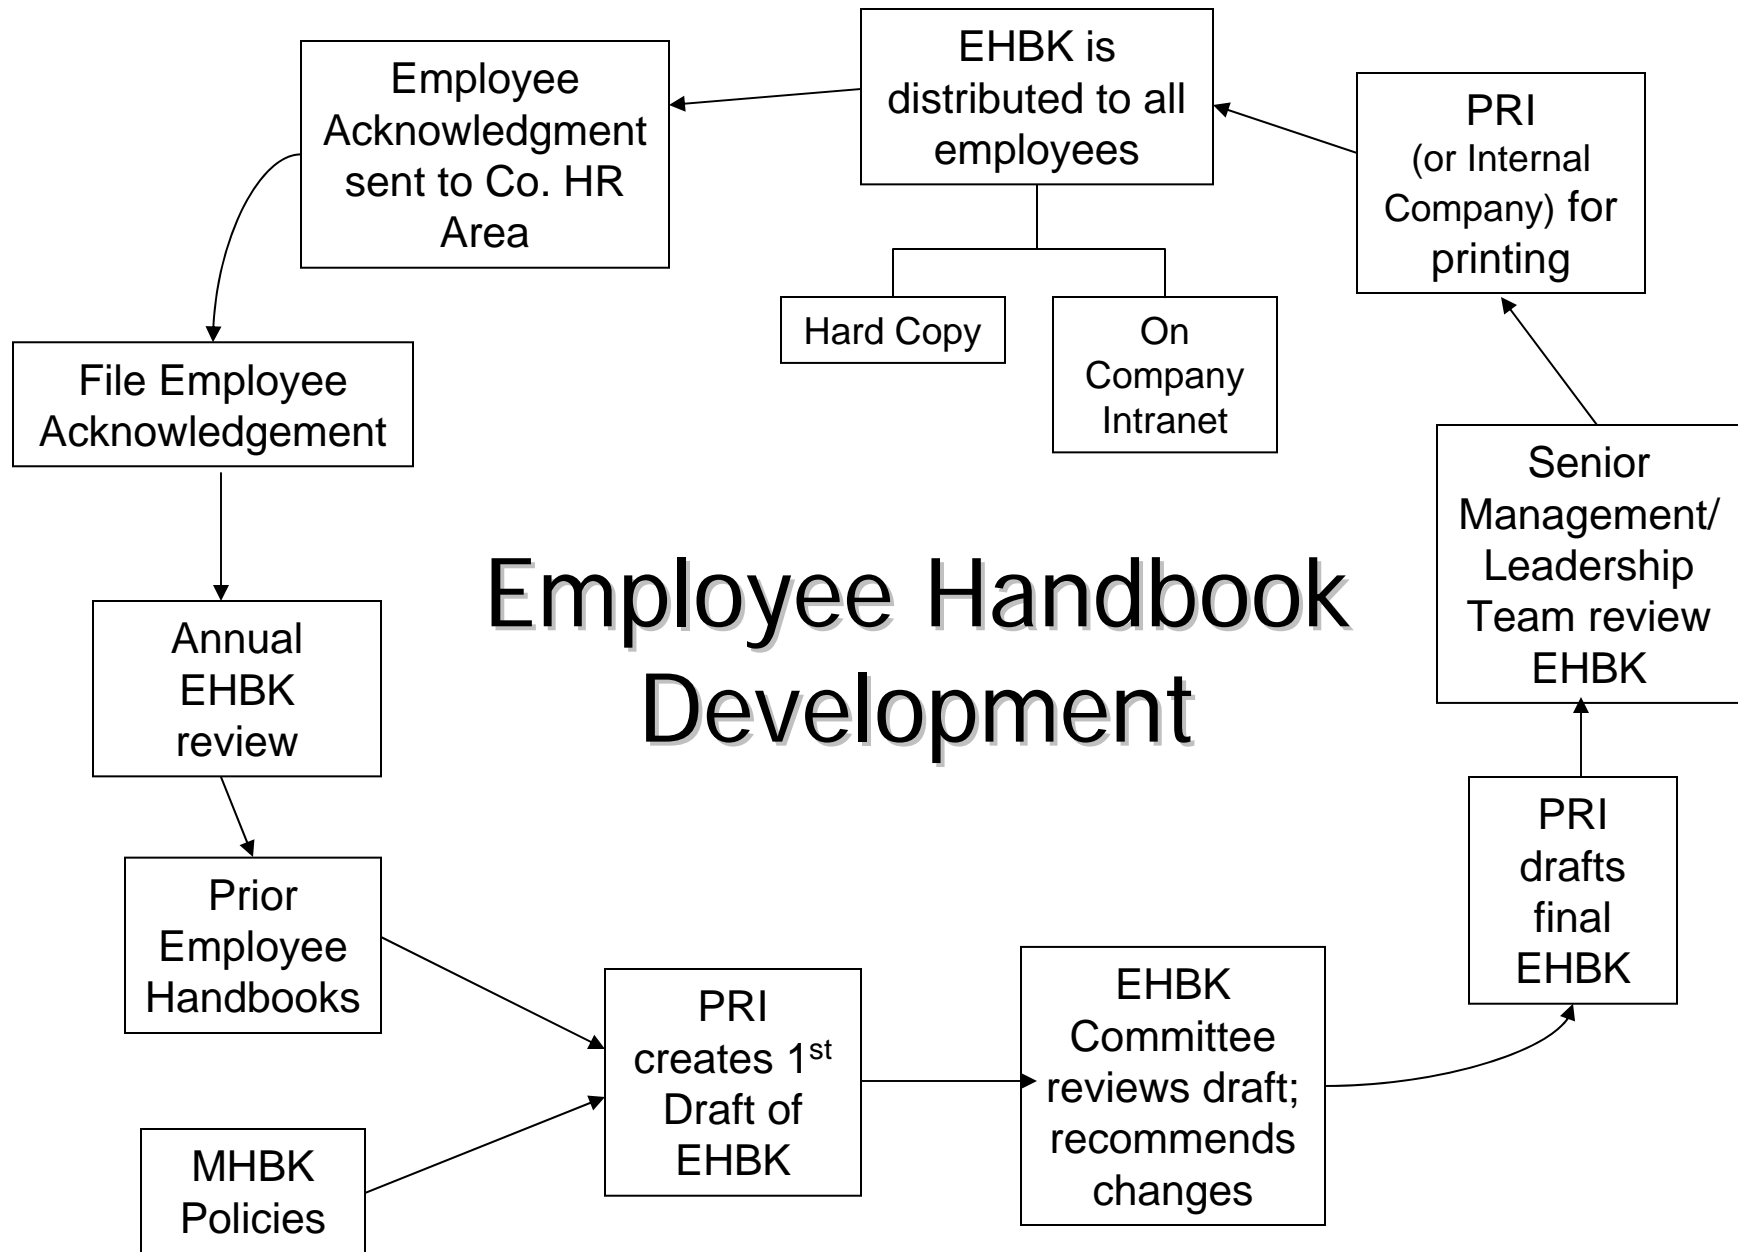 EHBK is
distributed to all
employees
Employee
Acknowledgment
sent to Co. HR
Area
PRI
(or Internal
Company) for
printing
Hard Copy
On
Company
Intranet
File Employee
Acknowledgement
Senior
Management/
Leadership
Team review
EHBK
Employee Handbook
Development
Annual
EHBK
review
PRI
drafts
final
EHBK
Prior
Employee
Handbooks
PRI
creates 1st
Draft of
EHBK
EHBK
Committee
reviews draft;
recommends
changes
MHBK
Policies